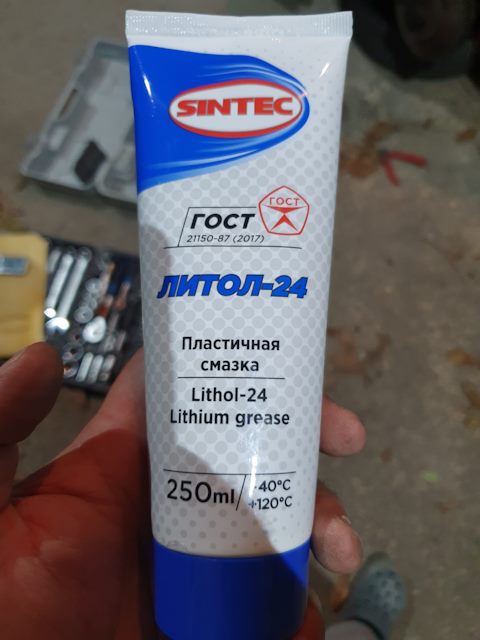 SINTEC
ГОСТ
ГОСТ
21150-87 (2017)
ЛИТОЛ-24
Пластичная
смазка
Lithol-24
Lithium grease
250ml
-40°C
+120°C